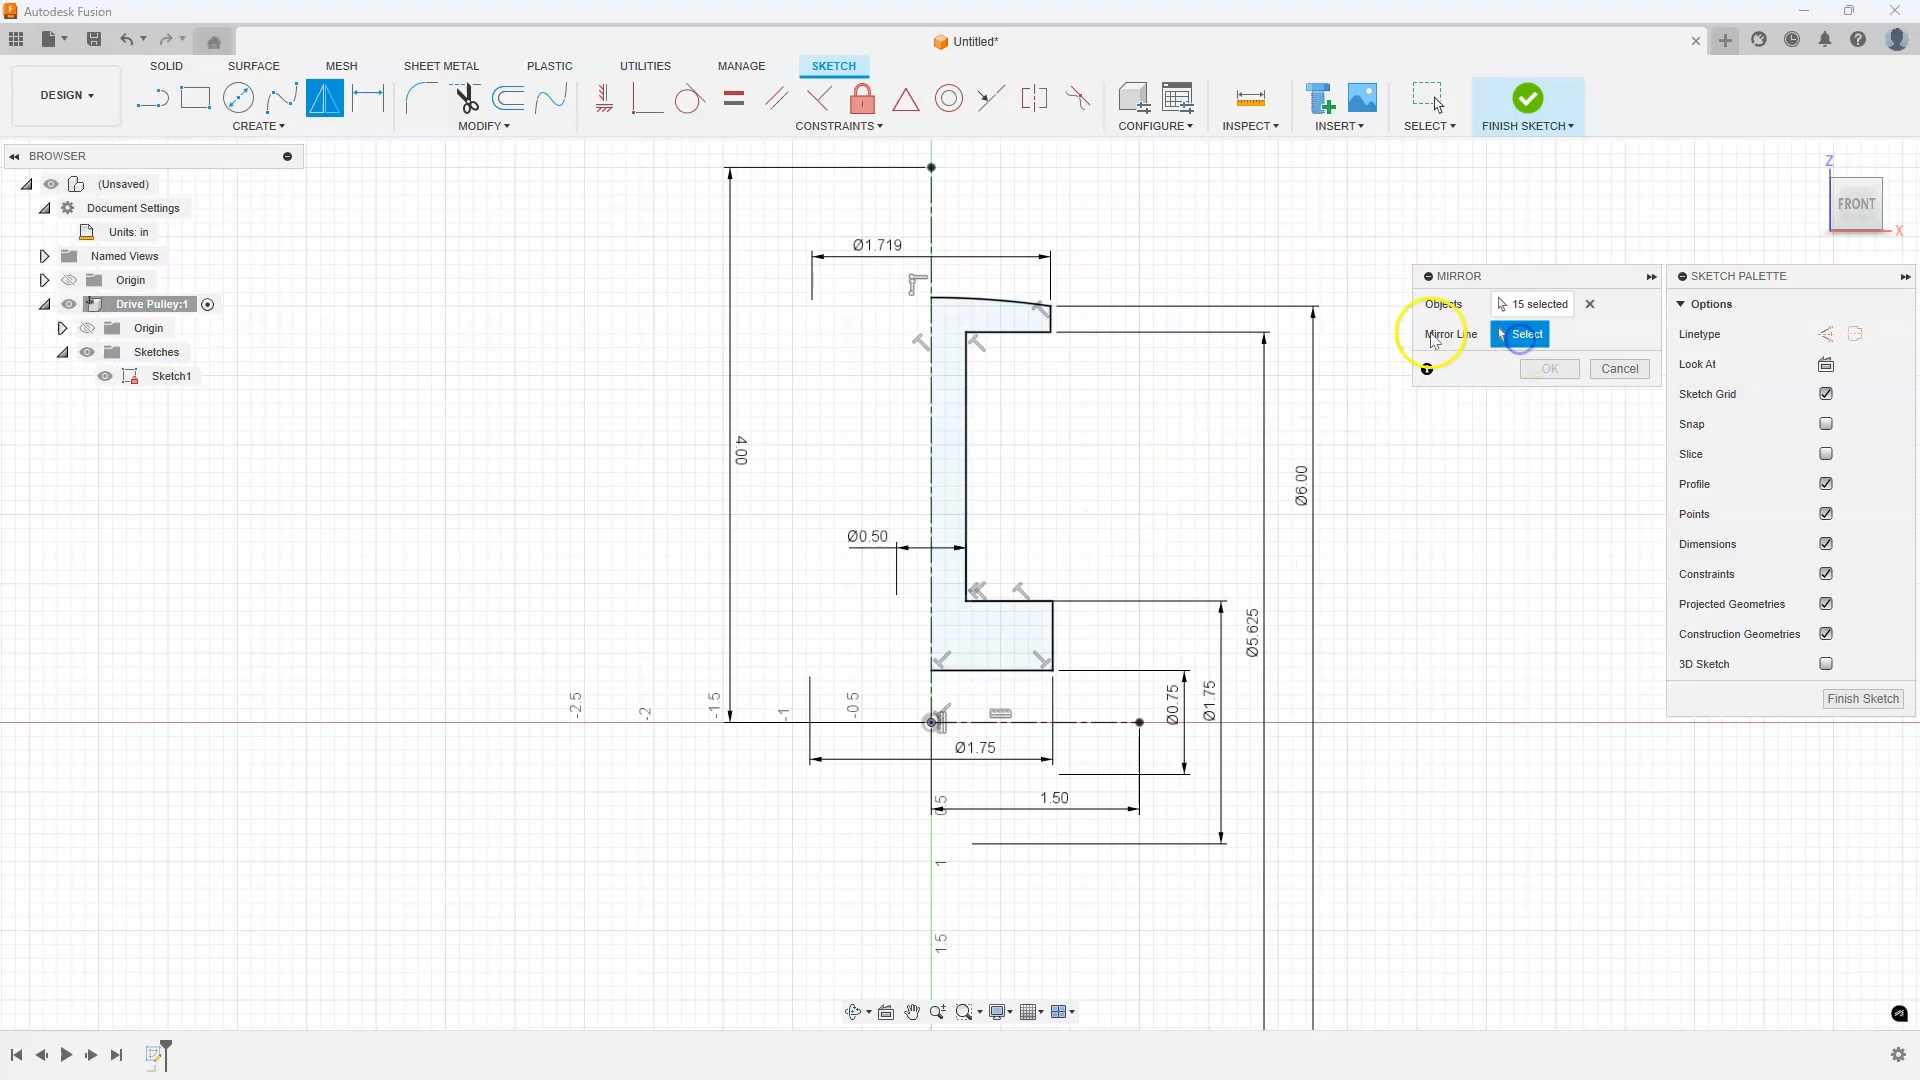 Autodesk Fusion
Untitled*
DESIGN
SOLID
SURFACE
MESH
SHEET METAL
PLASTIC
UTILITIES
MANAGE
SKETCH
CREATE
MODIFY
CONSTRAINTS
CONFIGURE
INSPECT
INSERT
SELECT
FINISH SKETCH
BROWSER
(Unsaved)
Document Settings
Units: in
Named Views
Origin
Drive Pulley:1
Origin
Sketches
Sketch1
Z
FRONT
X
MIRROR
Objects
15 selected
Mirror Line
Select
OK
Cancel
SKETCH PALETTE
Options
Linetype
Look At
Sketch Grid
Snap
Slice
Profile
Points
Dimensions
Constraints
Projected Geometries
Construction Geometries
3D Sketch
Finish Sketch
Ø1.719
4.00
Ø0.50
Ø6.00
Ø5.625
Ø1.75
Ø0.75
Ø1.75
1.50
-2.5
-2
-1.5
-1
-0.5
0.5
1
1.5